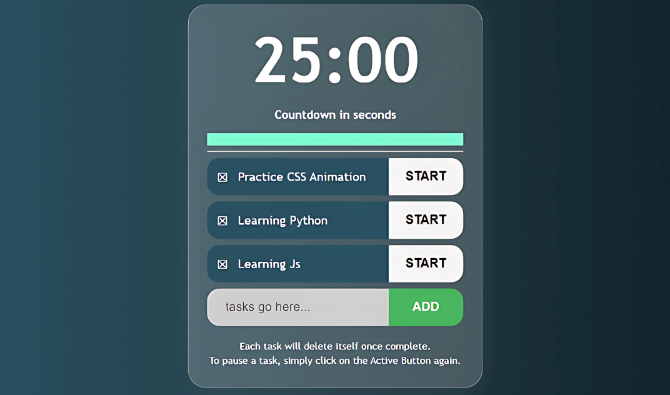 25:00
Countdown in seconds
☒ Practice CSS Animation START
☒ Learning Python START
☒ Learning Js START
tasks go here... ADD
Each task will delete itself once complete.
To pause a task, simply click on the Active Button again.